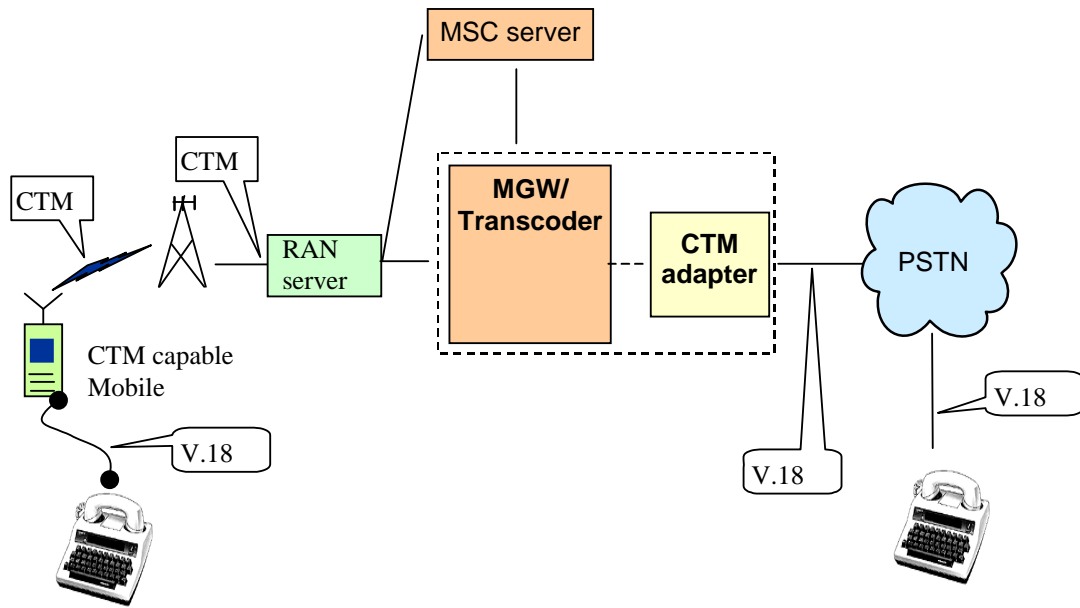 MSC server
CTM
CTM
MGW/
Transcoder
RAN
server
CTM
adapter
PSTN
CTM capable
Mobile
V.18
V.18
V.18